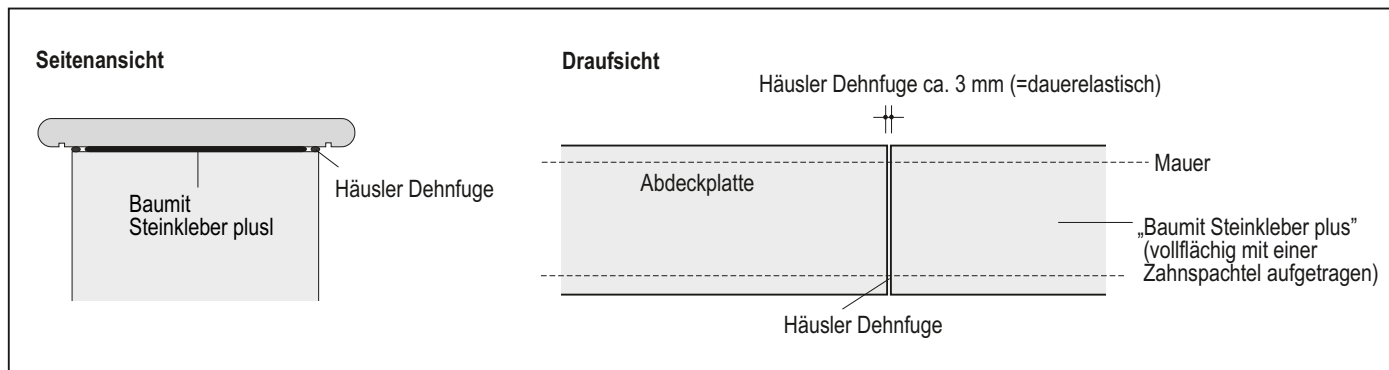 Seitenansicht
Häusler Dehnfuge
Baumit
Steinkleber plusl
Draufsicht
Häusler Dehnfuge ca. 3 mm (=dauerelastisch)
Mauer
Abdeckplatte
„Baumit Steinkleber plus”
(vollflächig mit einer
Zahnspachtel aufgetragen)
Häusler Dehnfuge